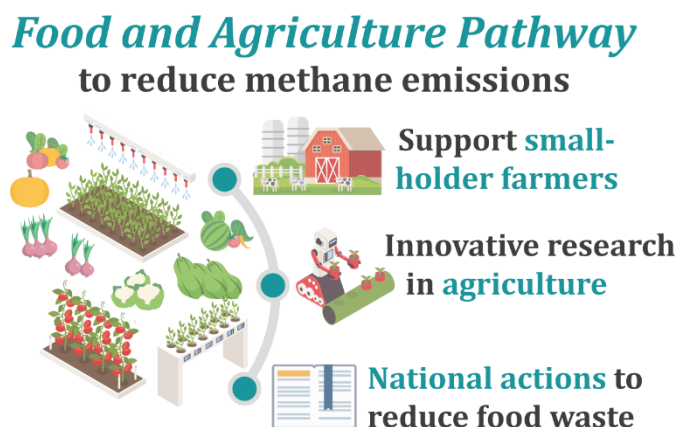 Food and Agriculture Pathway
to reduce methane emissions
Support small-
holder farmers
Innovative research
in agriculture
National actions to
reduce food waste